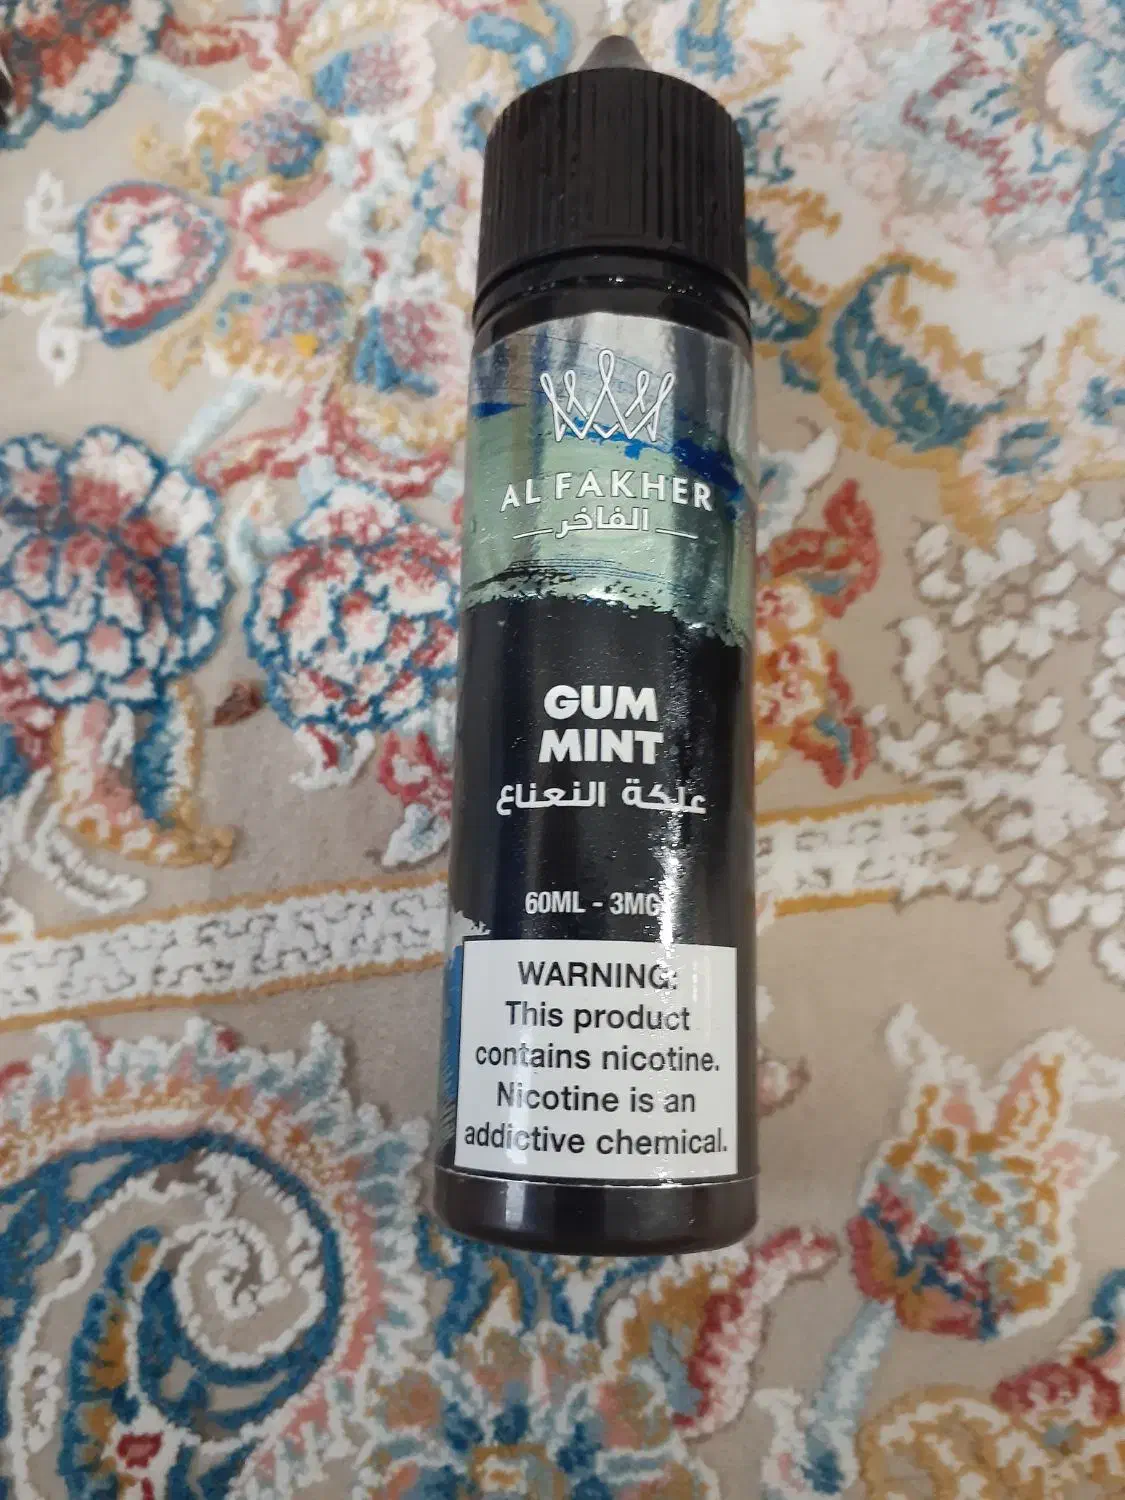 AL FAKHER
الفاخر
GUM
MINT
علكة النعناع
60ML - 3MG
WARNING:
This product
contains nicotine.
Nicotine is an
addictive chemical.